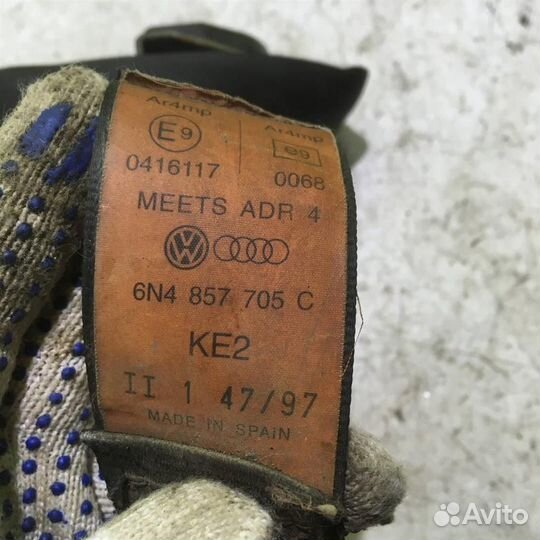 Ar4mp Ar4mp
E9 e9
0416117 0068
MEETS ADR 4
VW
6N4 857 705 C
KE2
II 1 47/97
MADE IN SPAIN
Avito